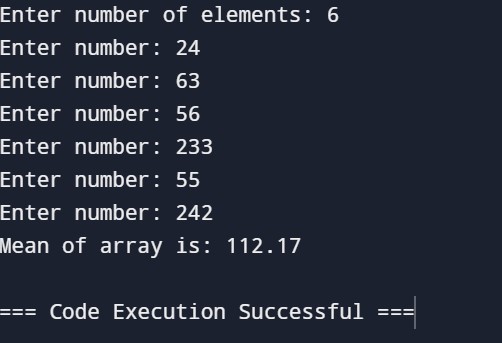 Enter number of elements: 6
Enter number: 24
Enter number: 63
Enter number: 56
Enter number: 233
Enter number: 55
Enter number: 242
Mean of array is: 112.17
=== Code Execution Successful ===